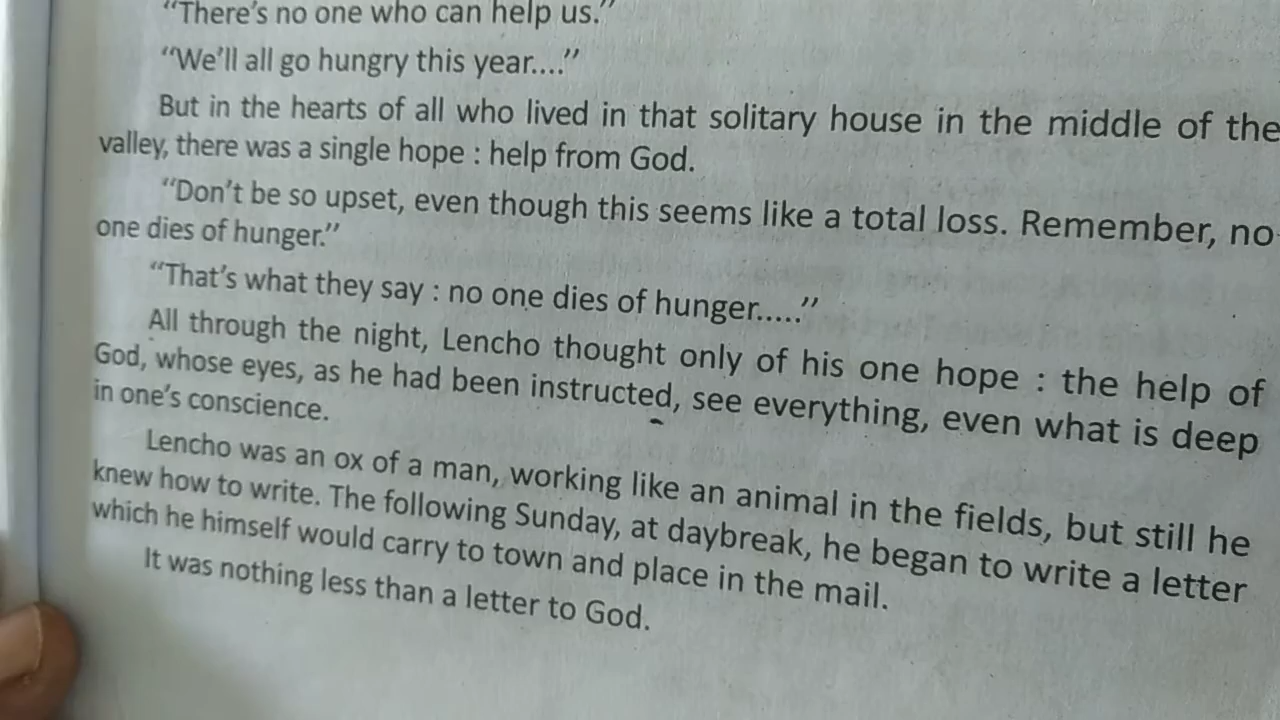 “There’s no one who can help us.”
“We’ll all go hungry this year....”
But in the hearts of all who lived in that solitary house in the middle of the
valley, there was a single hope : help from God.
“Don’t be so upset, even though this seems like a total loss. Remember, no
one dies of hunger.”
“That’s what they say : no one dies of hunger.....”
All through the night, Lencho thought only of his one hope : the help of
God, whose eyes, as he had been instructed, see everything, even what is deep
in one’s conscience.
Lencho was an ox of a man, working like an animal in the fields, but still he
knew how to write. The following Sunday, at daybreak, he began to write a letter
which he himself would carry to town and place in the mail.
It was nothing less than a letter to God.